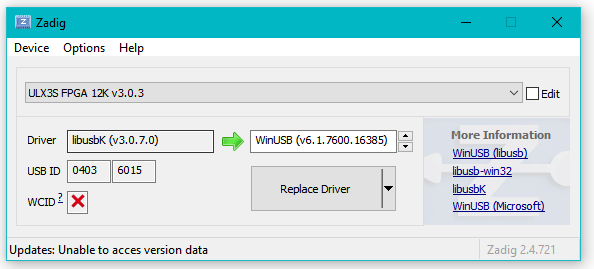 Zadig
Device Options Help
ULX3S FPGA 12K v3.0.3 Edit
Driver libusbK (v3.0.7.0) WinUSB (v6.1.7600.16385)
USB ID 0403 6015
WCID ?
Replace Driver
More Information
WinUSB (libusb)
libusb-win32
libusbK
WinUSB (Microsoft)
Updates: Unable to acces version data Zadig 2.4.721